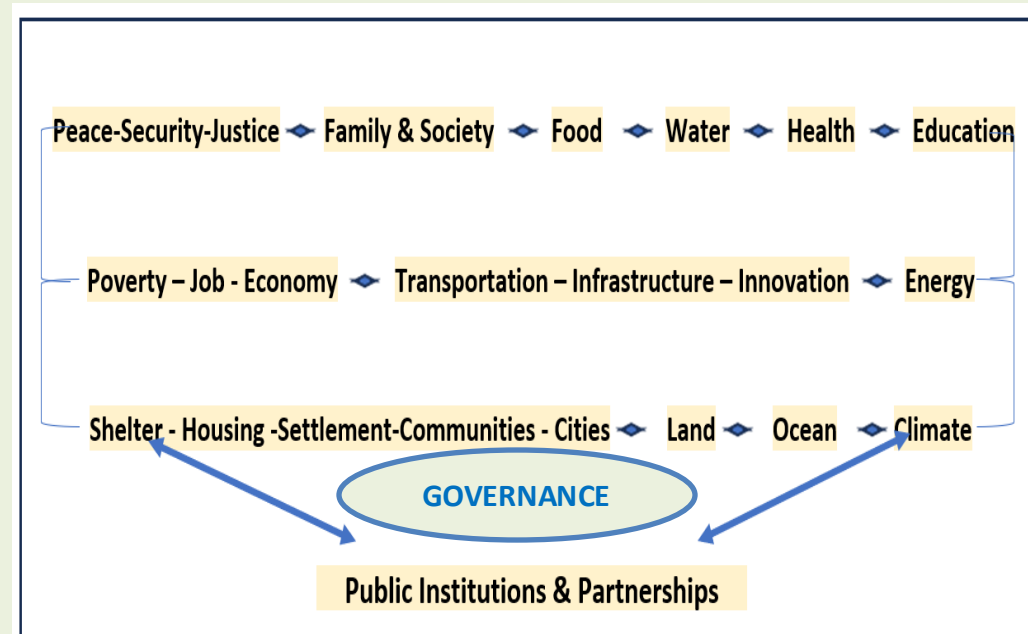 Peace-Security-Justice Family & Society Food Water Health Education
Poverty – Job - Economy Transportation – Infrastructure – Innovation Energy
Shelter - Housing -Settlement-Communities - Cities Land Ocean Climate
GOVERNANCE
Public Institutions & Partnerships